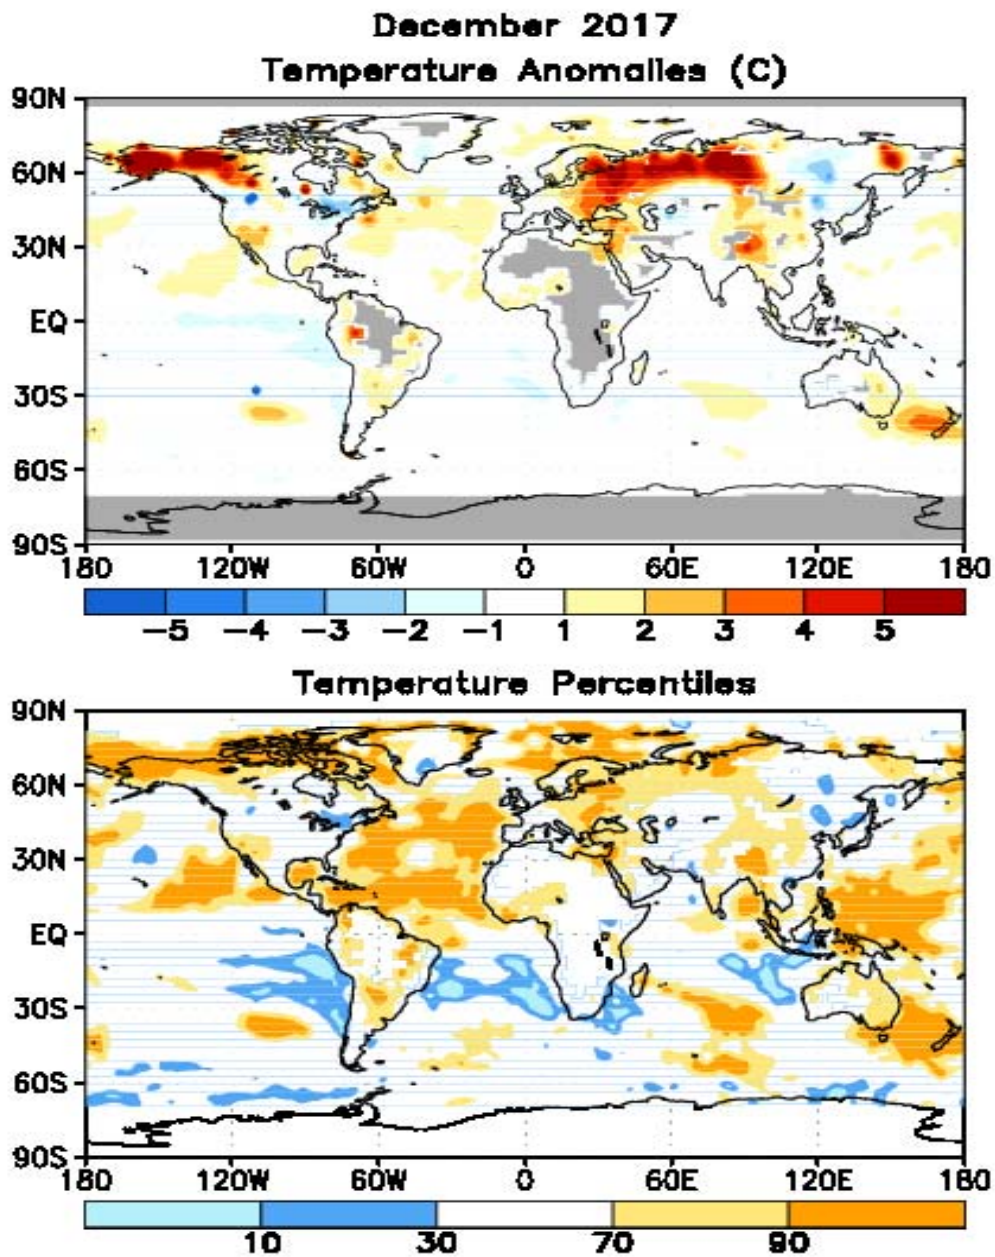 December 2017
Temperature Anomalies (C)
90N
60N
30N
EQ
30S
60S
90S
180 120W 60W 0 60E 120E 180
−5 −4 −3 −2 −1 1 2 3 4 5
Temperature Percentiles
90N
60N
30N
EQ
30S
60S
90S
180 120W 60W 0 60E 120E 180
10 30 70 90